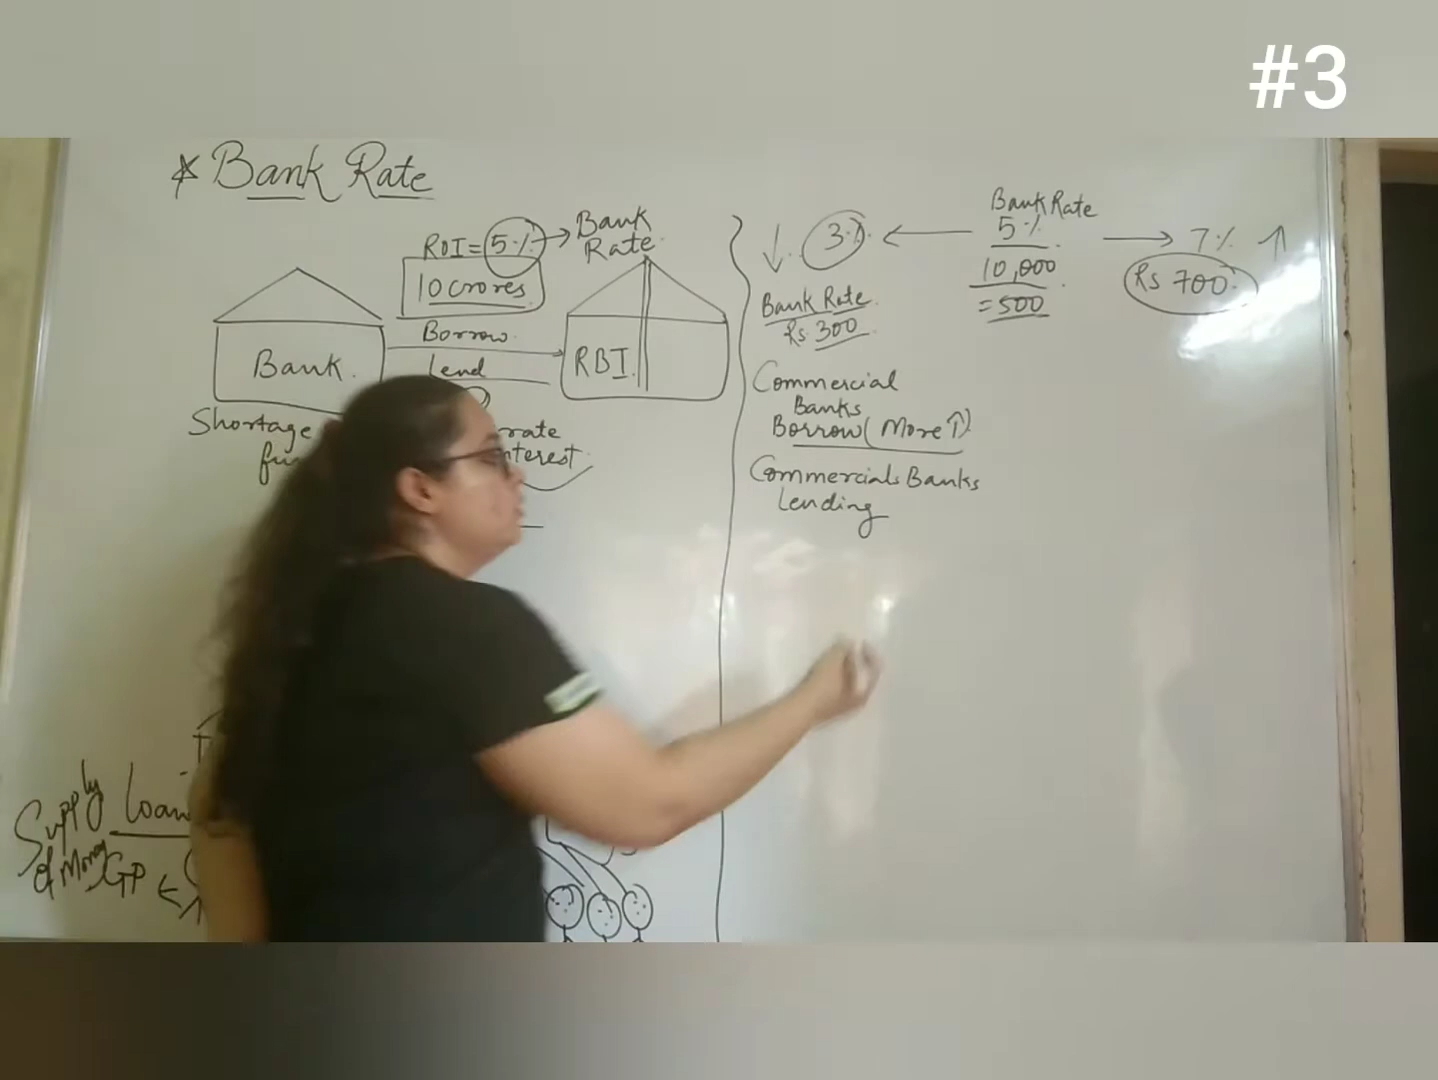 #3
* Bank Rate
ROI = 5% → Bank
Rate
10 crores
Borrow
Lend
Bank
RBI
Shortage
rate
interest
Supply
of Money
Loan
GP ←
Bank Rate
3% ← 5% → 7% ↑
↓
10,000
= 500
Rs 700
Bank Rate
Rs 300
Commercial
Banks
Borrow (More ↑)
Commercials Banks
Lending